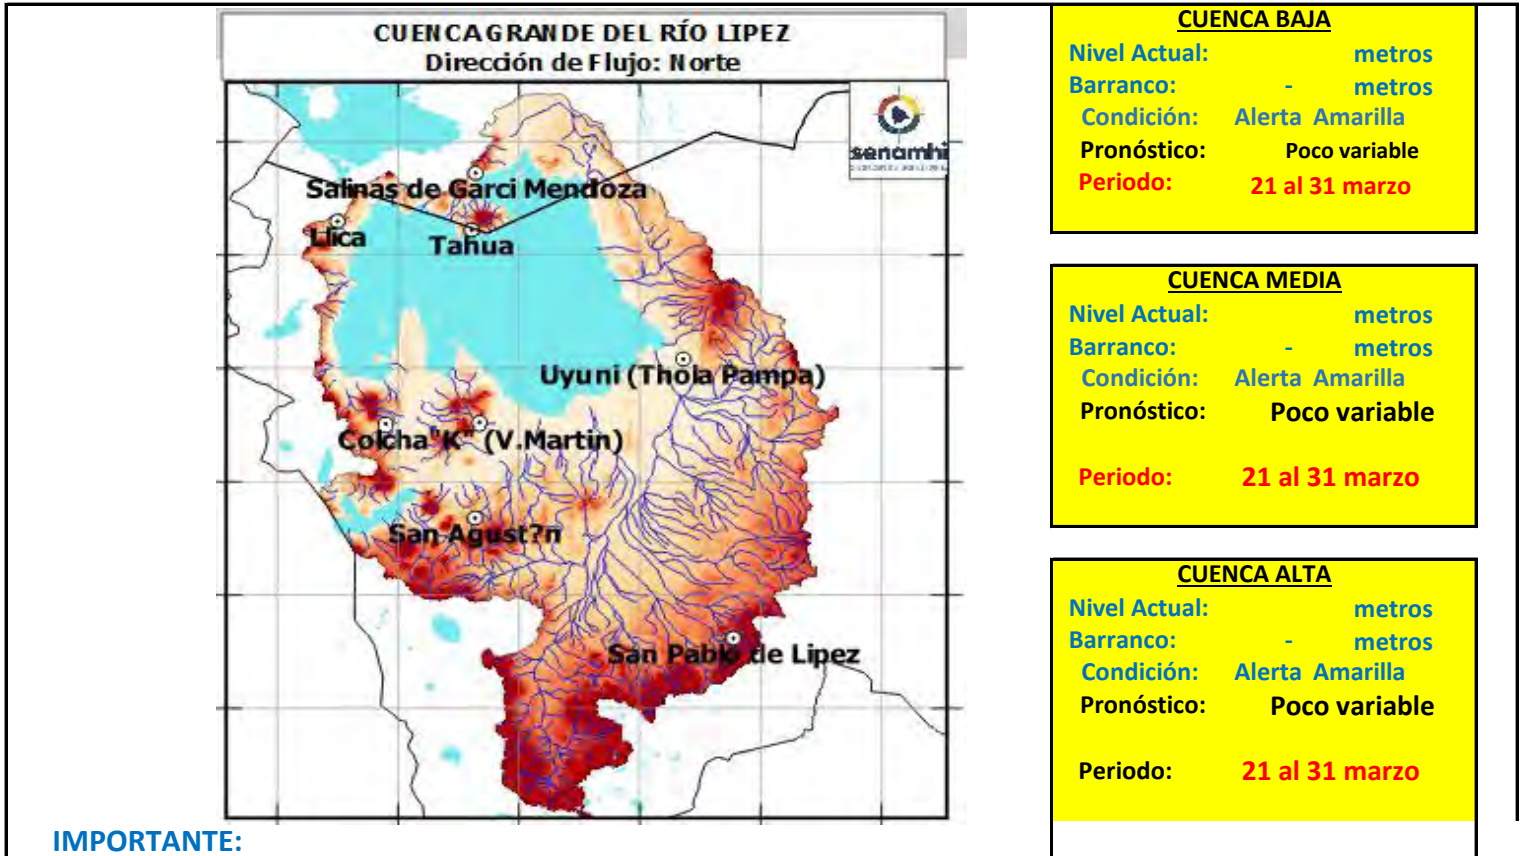 CUENCA GRANDE DEL RÍO LIPEZ
Dirección de Flujo: Norte
senamhi
Salinas de Garci Mendoza
Llica
Tahua
Uyuni (Thola Pampa)
Colcha"K" (V.Martin)
San Agust?n
San Pablo de Lipez
CUENCA BAJA
Nivel Actual: metros
Barranco: - metros
Condición: Alerta Amarilla
Pronóstico: Poco variable
Periodo: 21 al 31 marzo
CUENCA MEDIA
Nivel Actual: metros
Barranco: - metros
Condición: Alerta Amarilla
Pronóstico: Poco variable
Periodo: 21 al 31 marzo
CUENCA ALTA
Nivel Actual: metros
Barranco: - metros
Condición: Alerta Amarilla
Pronóstico: Poco variable
Periodo: 21 al 31 marzo
IMPORTANTE: